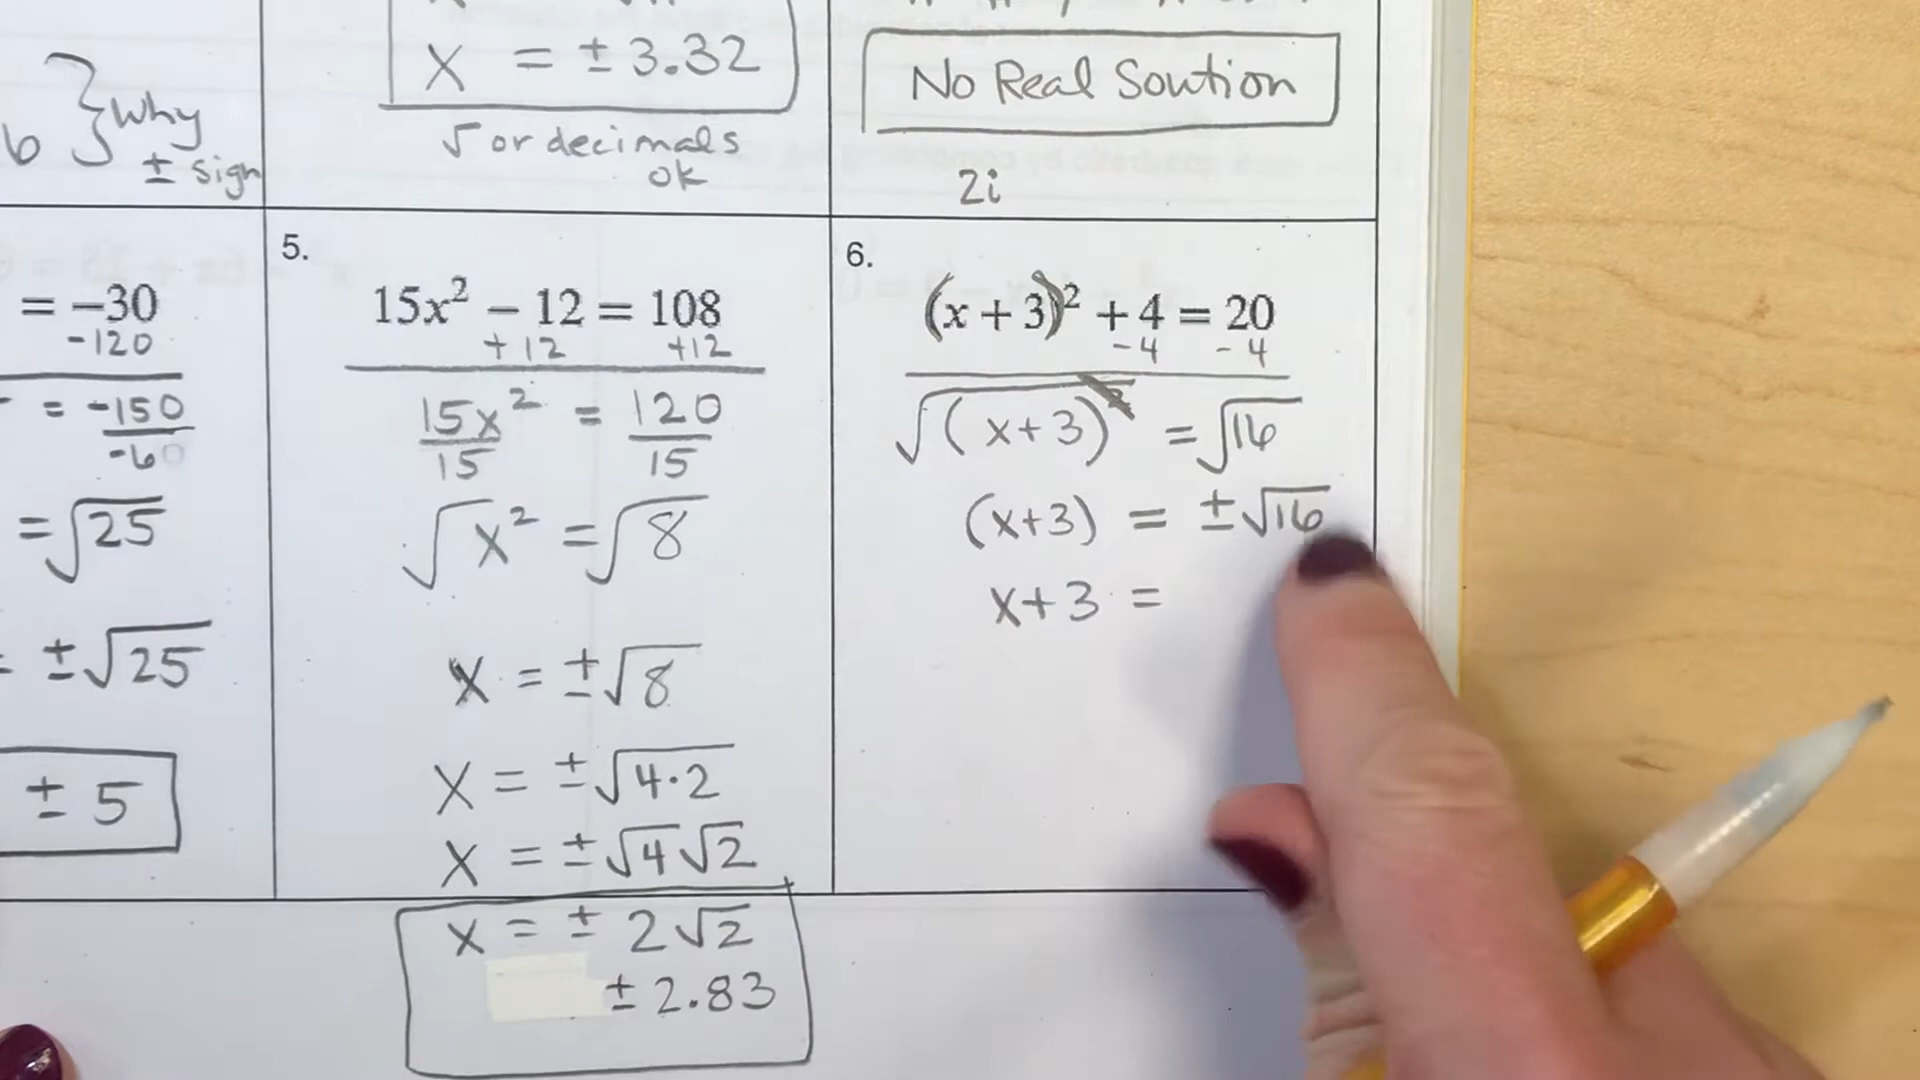 x = ± 3.32
√ or decimals
ok
No Real Soution
2i
6 } Why
± sign
= −30
-120
= -150
-60
= √25
= ± √25
± 5
5.
15x² − 12 = 108
+ 12 +12
15x² = 120
15 15
√x² = √8
x = ± √8
x = ± √4·2
x = ± √4 √2
x = ± 2√2
± 2.83
6.
(x + 3)² + 4 = 20
- 4 - 4
√(x+3)² = √16
(x+3) = ±√16
x+3 =